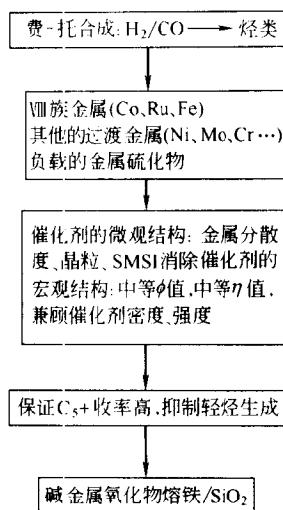 费-托合成: H₂/CO ⟶ 烃类
Ⅷ族金属(Co、Ru、Fe)
其他的过渡金属(Ni、Mo、Cr…)
负载的金属硫化物
催化剂的微观结构: 金属分散
度、晶粒、SMSI 消除催化剂的
宏观结构: 中等ϕ值,中等η值,
兼顾催化剂密度、强度
保证C₅+收率高,抑制轻烃生成
碱金属氧化物熔铁/SiO₂